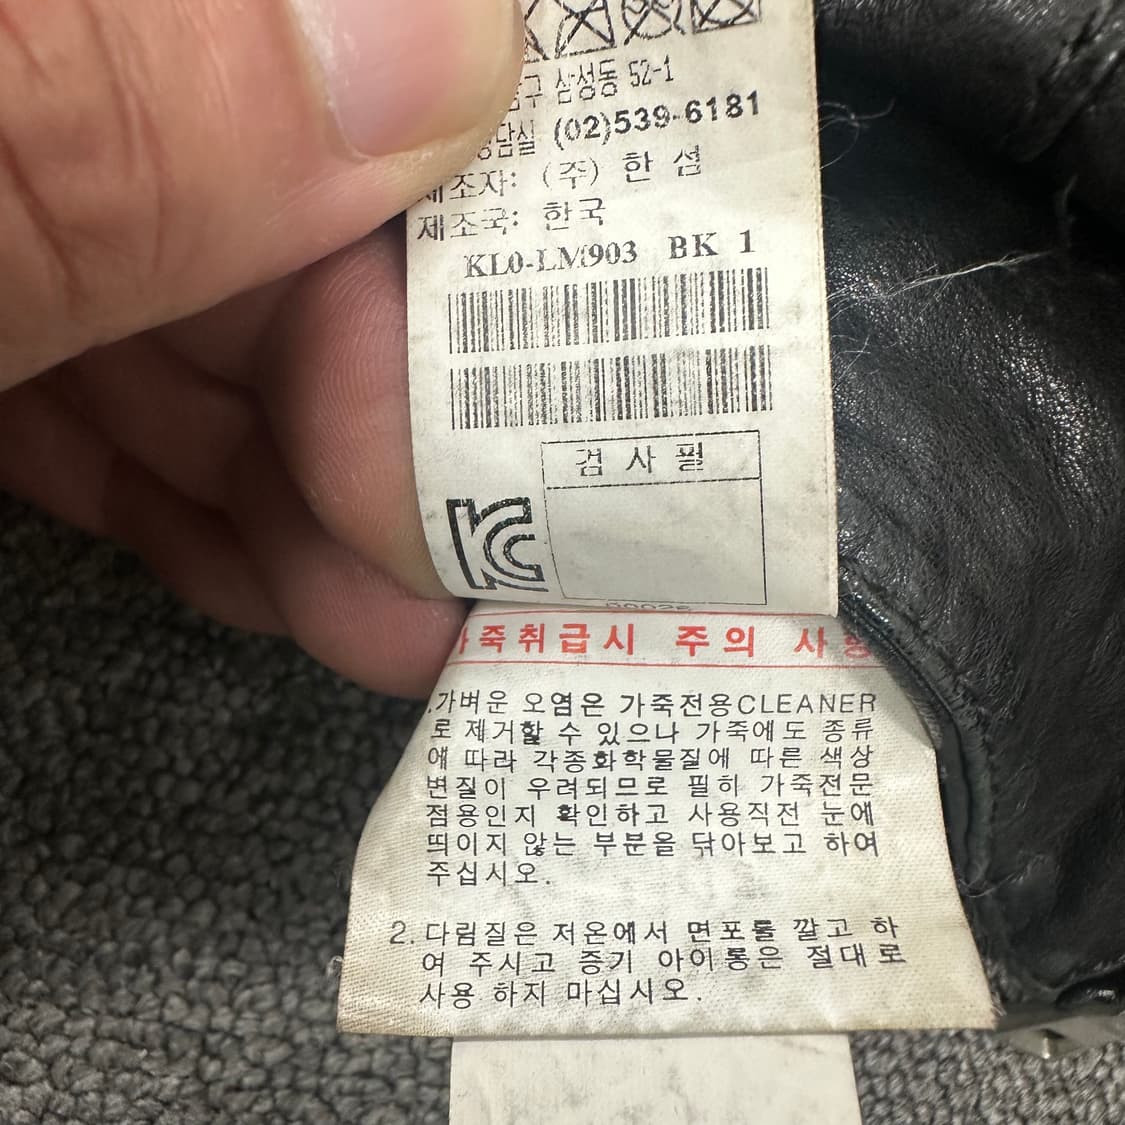 삼성동 52-1
(02)539-6181
제조자: (주) 한 섬
제조국: 한국
KL0-LM903 BK 1
검 사 필
KC
가죽취급시 주 의 사 항
가벼운 오염은 가죽전용CLEANER
로 제거할 수 있으나 가죽에도 종류
에 따라 각종화학물질에 따른 색상
변질이 우려되므로 필히 가죽전문
점용인지 확인하고 사용직전 눈에
띄이지 않는 부분을 닦아보고 하여
주십시오.
2. 다림질은 저온에서 면포를 깔고 하
여 주시고 증기 아이롱은 절대로
사용 하지 마십시오.